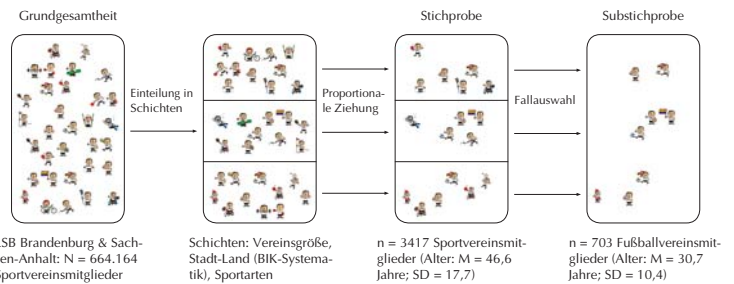 Grundgesamtheit
Stichprobe
Substichprobe
Einteilung in
Schichten
Proportiona-
le Ziehung
Fallauswahl
SB Brandenburg & Sach-
en-Anhalt: N = 664.164
portvereinsmitglieder
Schichten: Vereinsgröße,
Stadt-Land (BIK-Systema-
tik), Sportarten
n = 3417 Sportvereinsmit-
glieder (Alter: M = 46,6
Jahre; SD = 17,7)
n = 703 Fußballvereinsmit-
glieder (Alter: M = 30,7
Jahre; SD = 10,4)